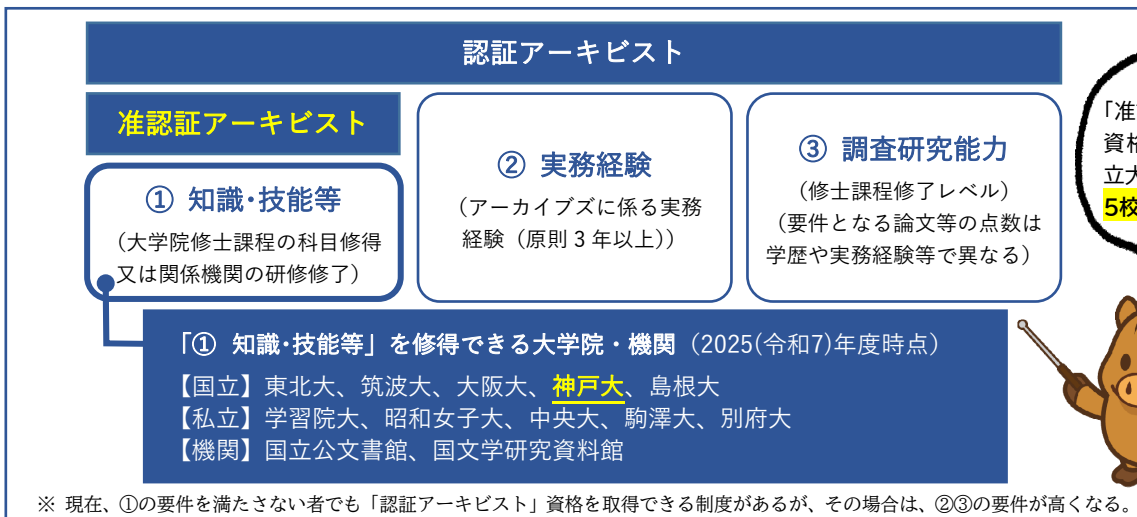 認証アーキビスト
准認証アーキビスト
① 知識・技能等
（大学院修士課程の科目修得
又は関係機関の研修修了）
② 実務経験
（アーカイブズに係る実務
経験（原則３年以上））
③ 調査研究能力
（修士課程修了レベル）
（要件となる論文等の点数は
学歴や実務経験等で異なる）
「准
資格
立大
5校
「① 知識・技能等」を修得できる大学院・機関（2025(令和7)年度時点）
【国立】東北大、筑波大、大阪大、神戸大、島根大
【私立】学習院大、昭和女子大、中央大、駒澤大、別府大
【機関】国立公文書館、国文学研究資料館
※ 現在、①の要件を満たさない者でも「認証アーキビスト」資格を取得できる制度があるが、その場合は、②③の要件が高くなる。